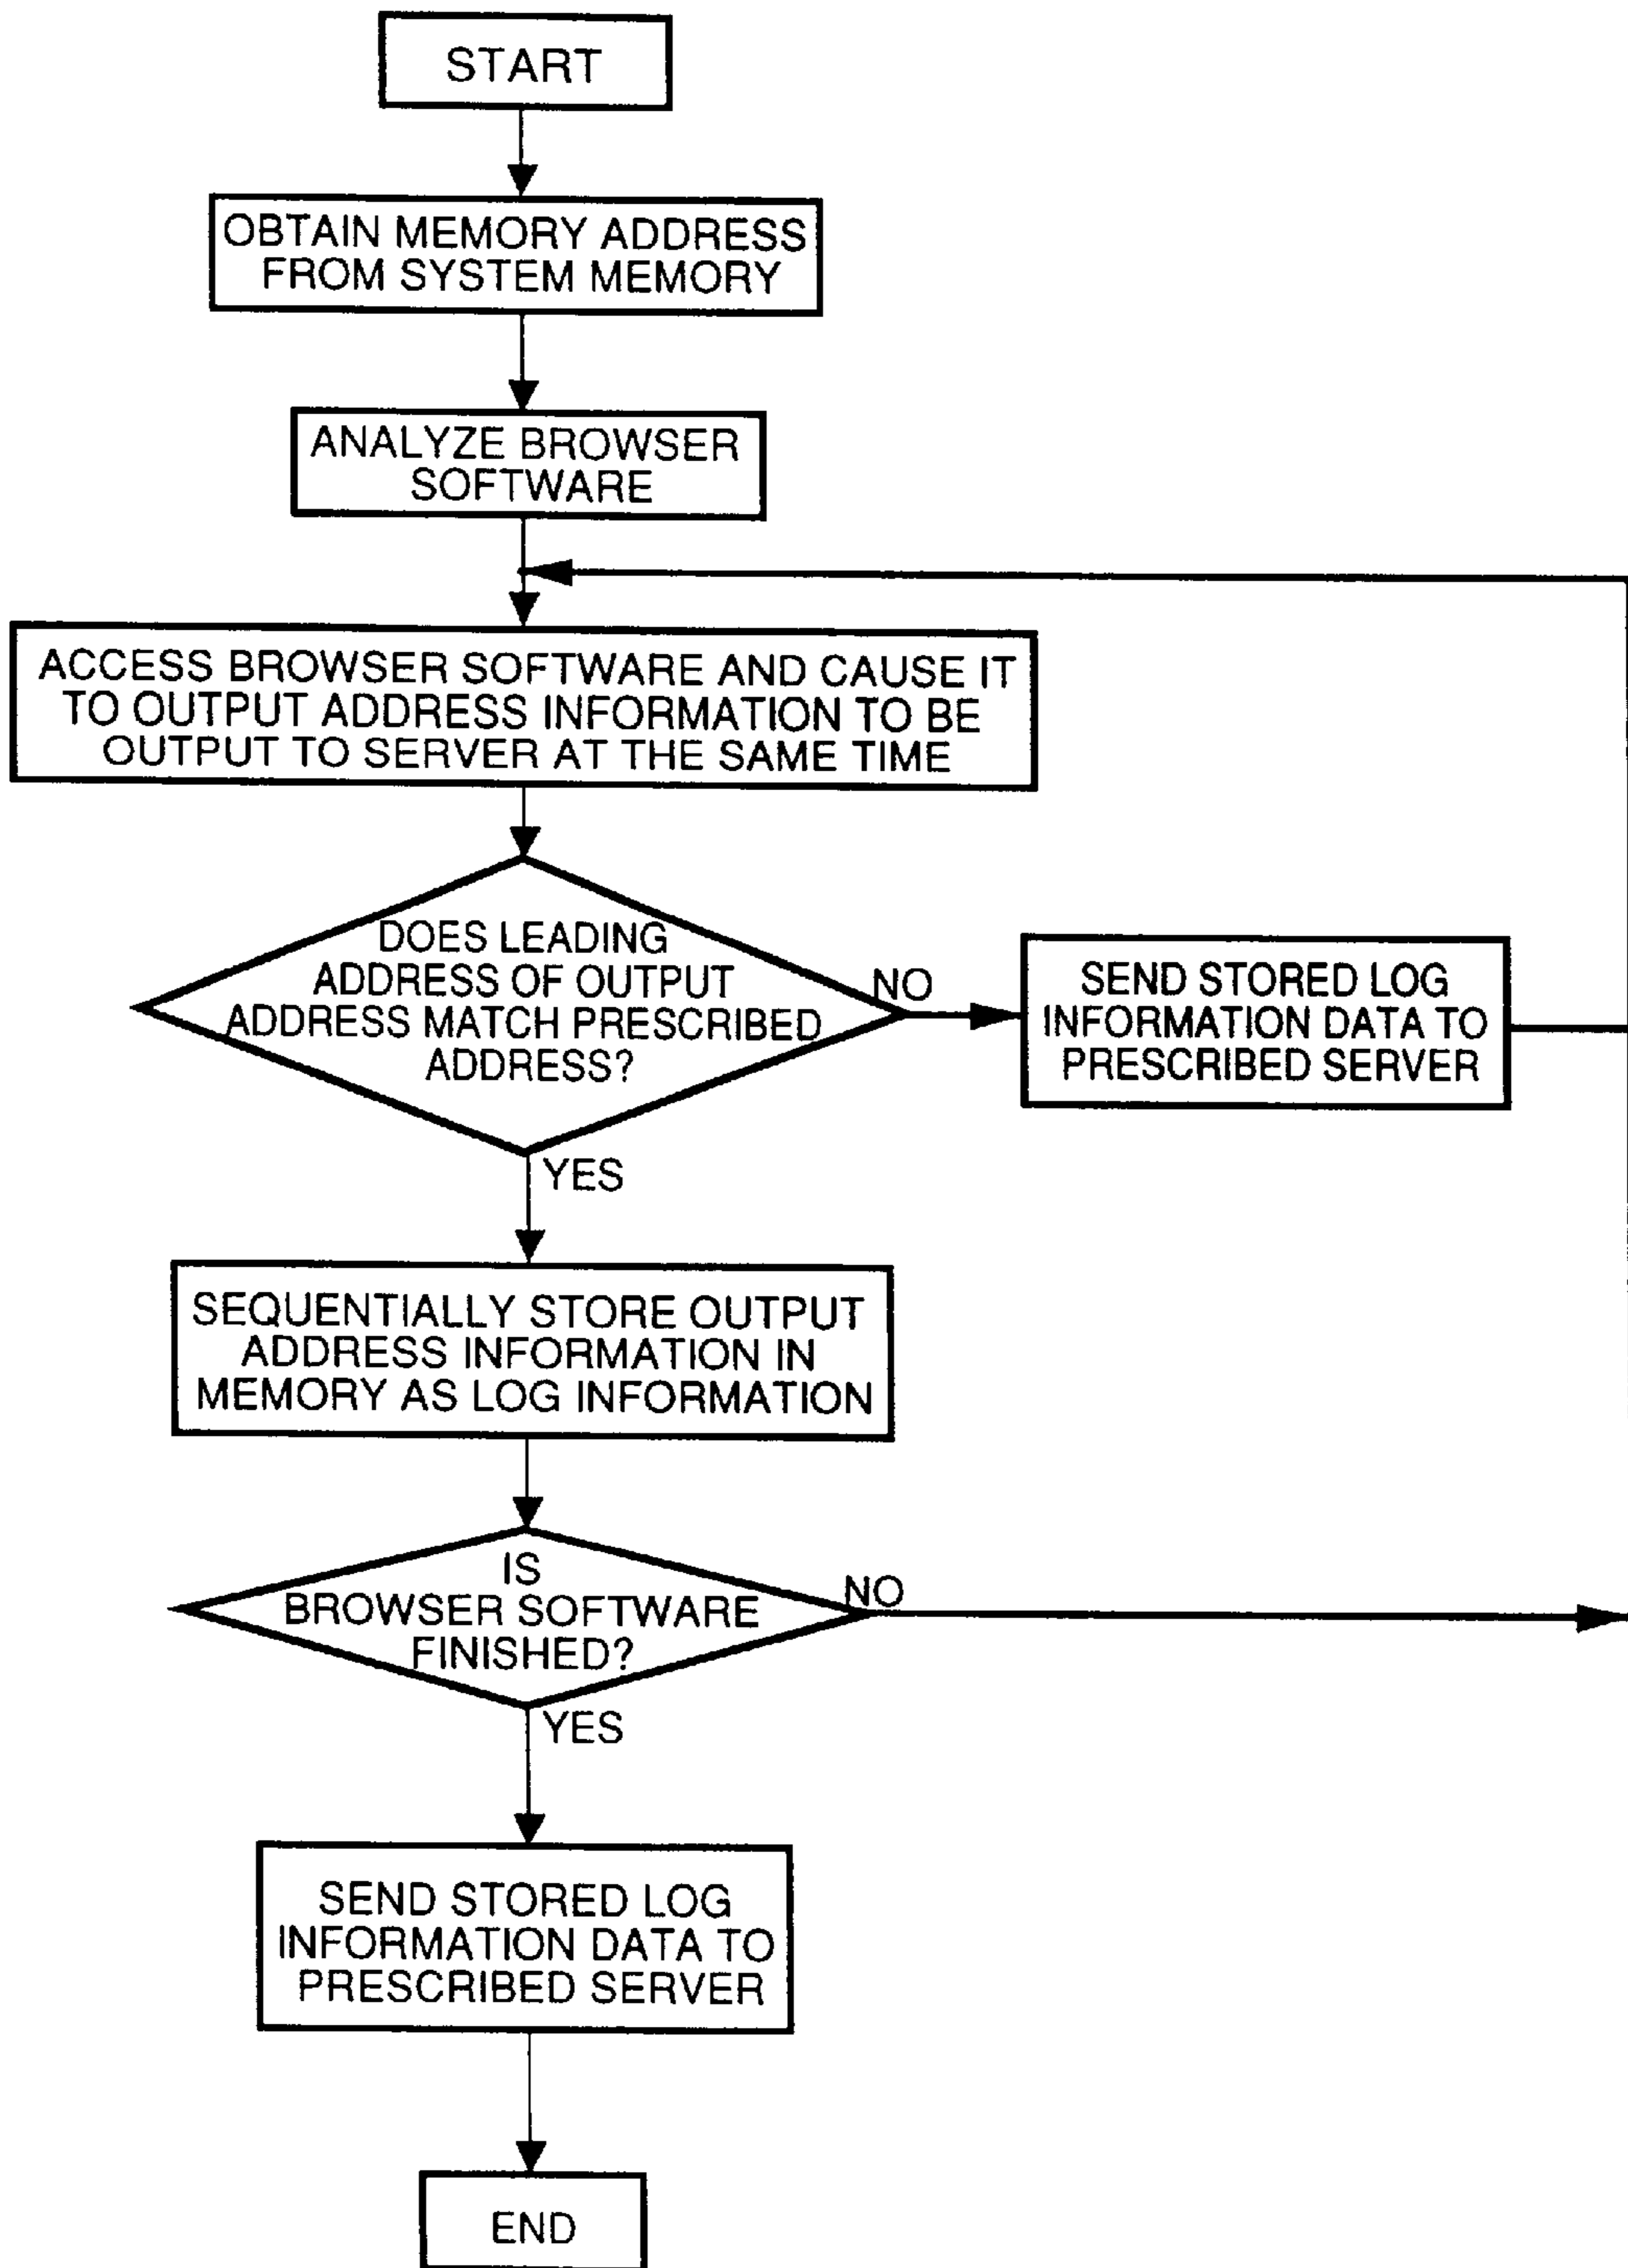 START
OBTAIN MEMORY ADDRESS
FROM SYSTEM MEMORY
ANALYZE BROWSER
SOFTWARE
ACCESS BROWSER SOFTWARE AND CAUSE IT
TO OUTPUT ADDRESS INFORMATION TO BE
OUTPUT TO SERVER AT THE SAME TIME
DOES LEADING
ADDRESS OF OUTPUT
ADDRESS MATCH PRESCRIBED
ADDRESS?
NO
SEND STORED LOG
INFORMATION DATA TO
PRESCRIBED SERVER
YES
SEQUENTIALLY STORE OUTPUT
ADDRESS INFORMATION IN
MEMORY AS LOG INFORMATION
IS
BROWSER SOFTWARE
FINISHED?
NO
YES
SEND STORED LOG
INFORMATION DATA TO
PRESCRIBED SERVER
END